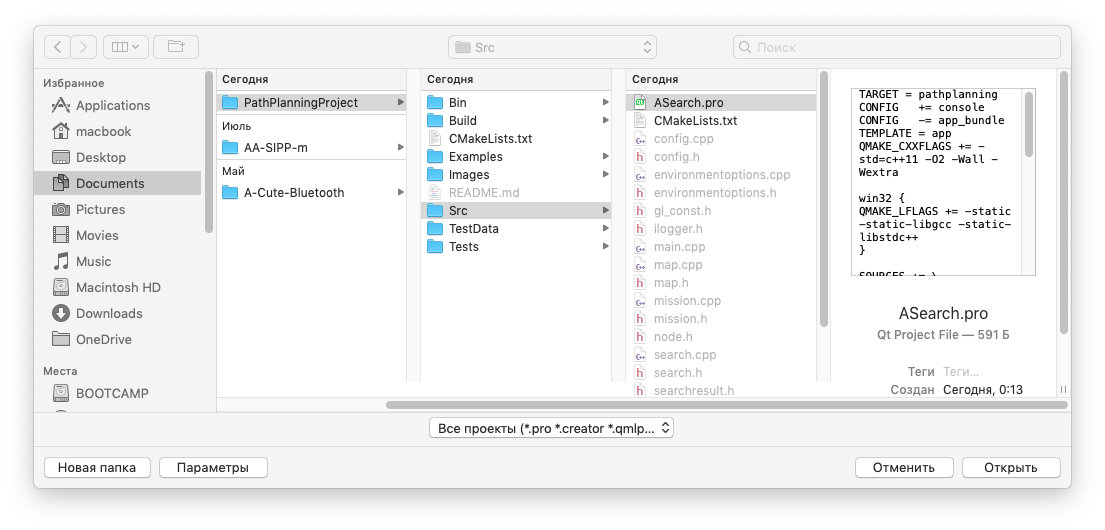 Src
Поиск
Избранное
Applications
macbook
Desktop
Documents
Pictures
Movies
Music
Macintosh HD
Downloads
OneDrive
Места
BOOTCAMP
Сегодня
PathPlanningProject
Июль
AA-SIPP-m
Май
A-Cute-Bluetooth
Сегодня
Bin
Build
CMakeLists.txt
Examples
Images
README.md
Src
TestData
Tests
Сегодня
ASearch.pro
CMakeLists.txt
config.cpp
config.h
environmentoptions.cpp
environmentoptions.h
gl_const.h
ilogger.h
main.cpp
map.cpp
map.h
mission.cpp
mission.h
node.h
search.cpp
search.h
searchresult.h
TARGET = pathplanning
CONFIG   += console
CONFIG   -= app_bundle
TEMPLATE = app
QMAKE_CXXFLAGS += -
std=c++11 -O2 -Wall -
Wextra
win32 {
QMAKE_LFLAGS += -static
-static-libgcc -static-
libstdc++
}
SOURCES += \
ASearch.pro
Qt Project File — 591 Б
Теги Теги...
Создан Сегодня, 0:13
Все проекты (*.pro *.creator *.qmlp...
Новая папка
Параметры
Отменить
Открыть